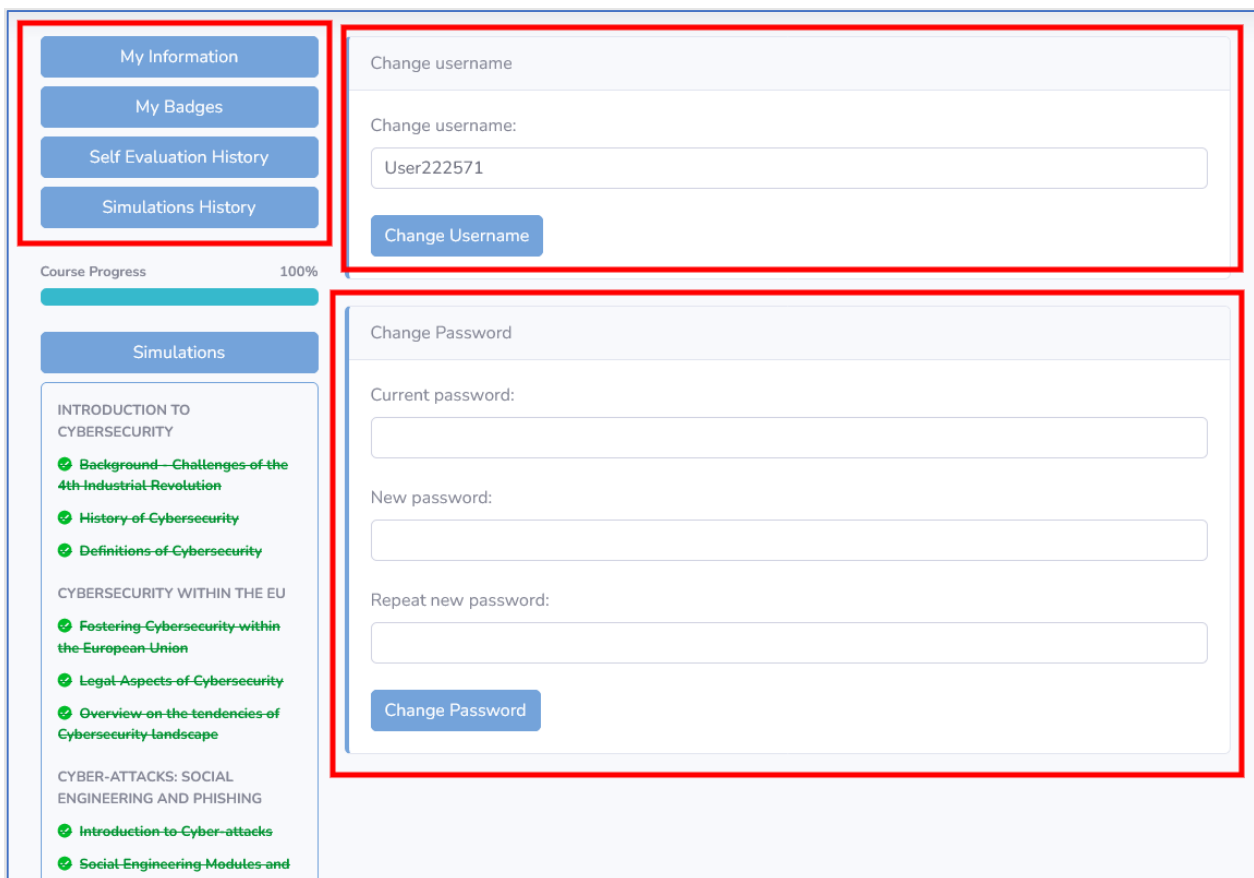 My Information
My Badges
Self Evaluation History
Simulations History
Course Progress 100%
Simulations
INTRODUCTION TO
CYBERSECURITY
Background - Challenges of the
4th Industrial Revolution
History of Cybersecurity
Definitions of Cybersecurity
CYBERSECURITY WITHIN THE EU
Fostering Cybersecurity within
the European Union
Legal Aspects of Cybersecurity
Overview on the tendencies of
Cybersecurity landscape
CYBER-ATTACKS: SOCIAL
ENGINEERING AND PHISHING
Introduction to Cyber-attacks
Social Engineering Modules and
Change username
Change username:
User222571
Change Username
Change Password
Current password:
New password:
Repeat new password:
Change Password